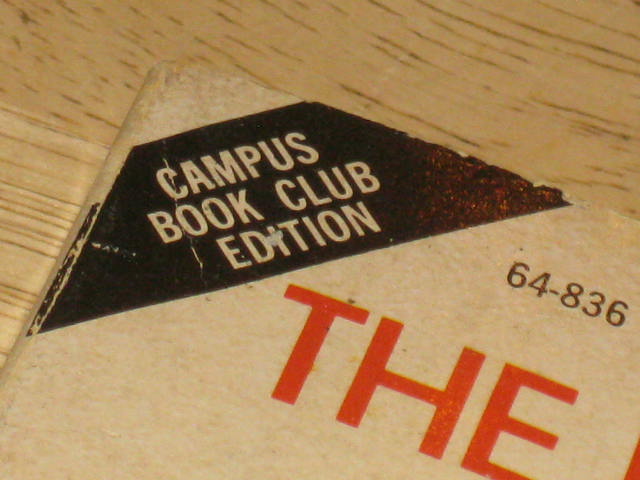 CAMPUS
BOOK CLUB
EDITION
64-836
THE